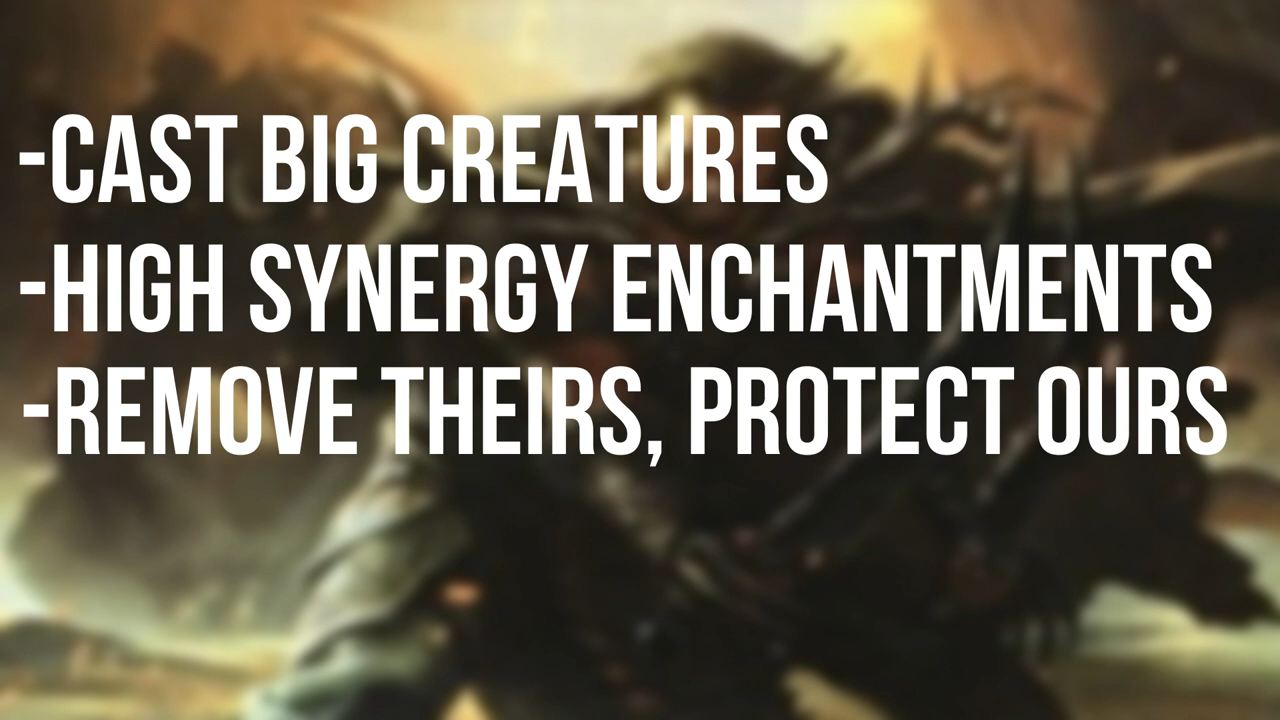 -CAST BIG CREATURES
-HIGH SYNERGY ENCHANTMENTS
-REMOVE THEIRS, PROTECT OURS